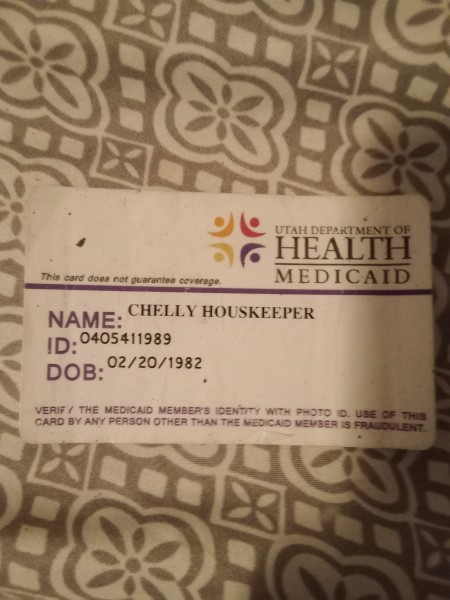 UTAH DEPARTMENT OF
HEALTH
MEDICAID
This card does not guarantee coverage.
NAME: CHELLY HOUSKEEPER
ID: 0405411989
DOB: 02/20/1982
VERIFY THE MEDICAID MEMBER'S IDENTITY WITH PHOTO ID. USE OF THIS
CARD BY ANY PERSON OTHER THAN THE MEDICAID MEMBER IS FRAUDULENT.